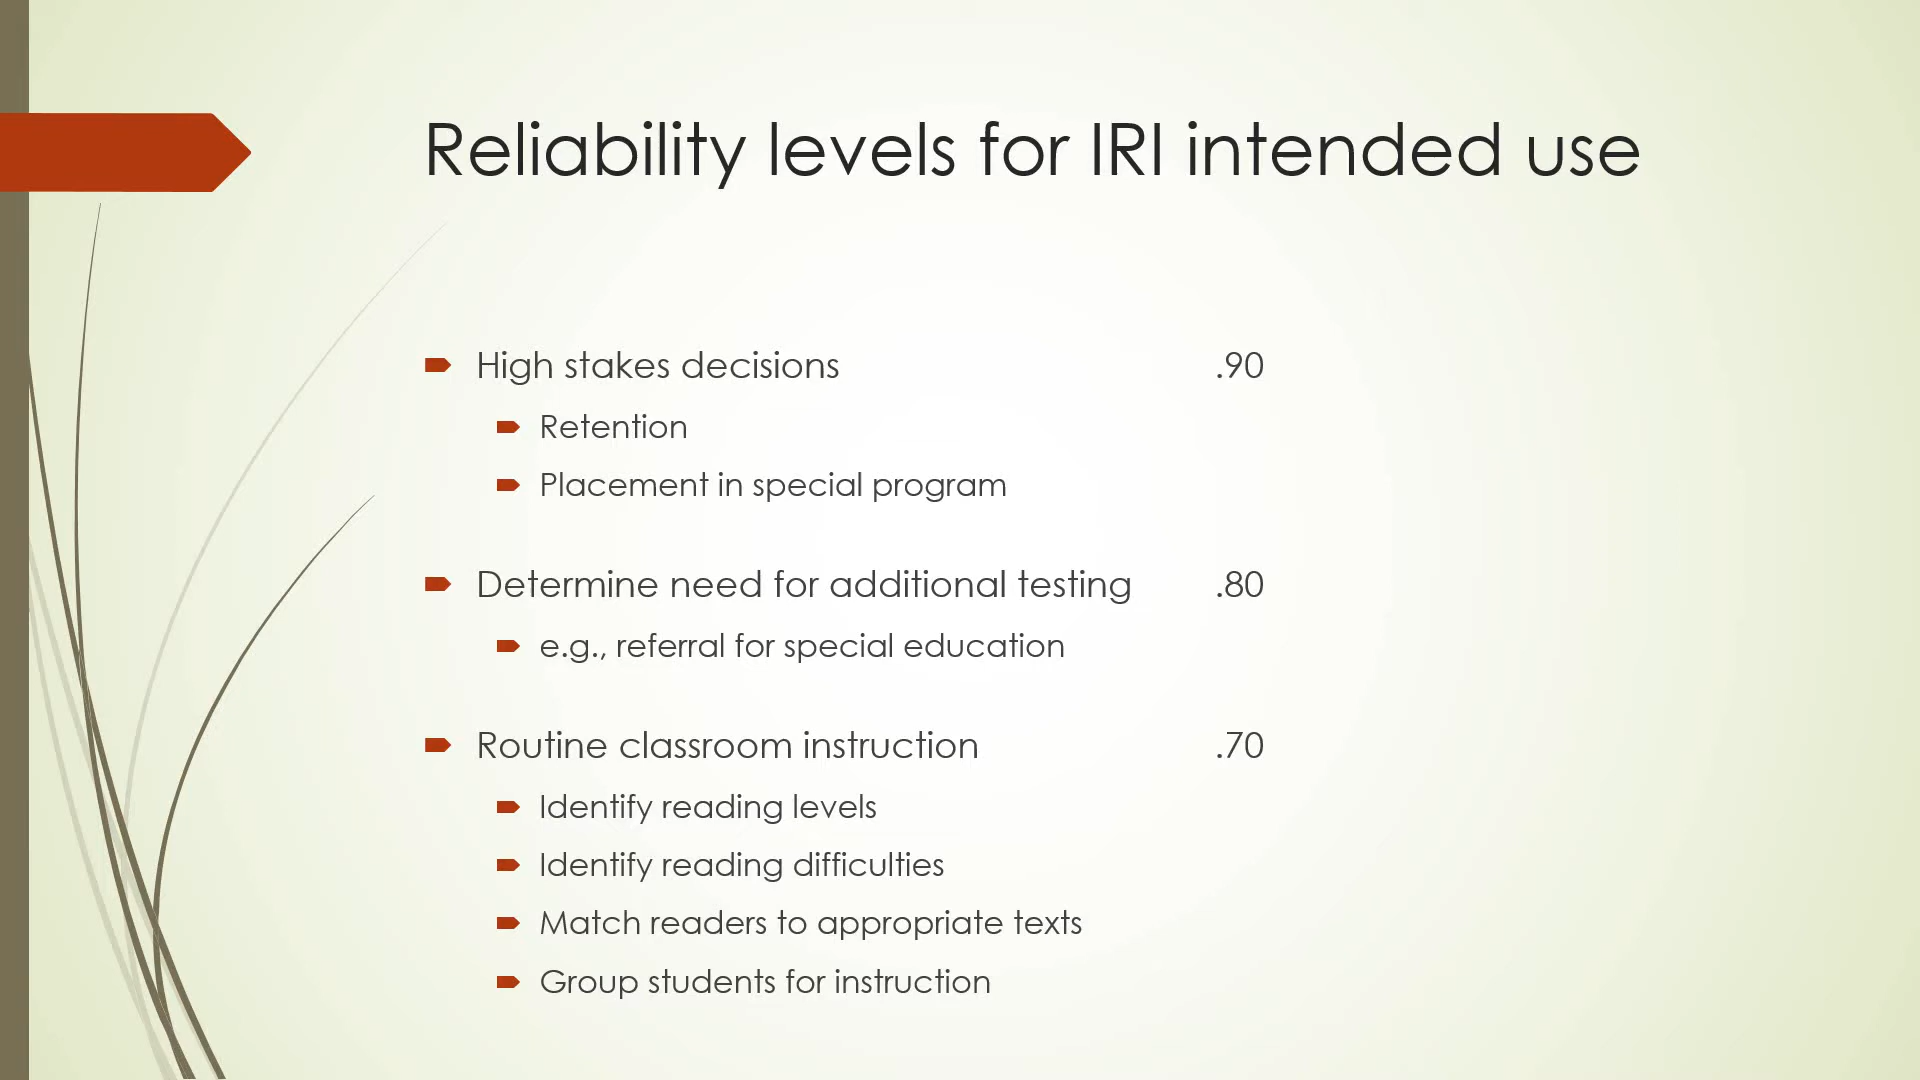 Reliability levels for IRI intended use
High stakes decisions .90
Retention
Placement in special program
Determine need for additional testing .80
e.g., referral for special education
Routine classroom instruction .70
Identify reading levels
Identify reading difficulties
Match readers to appropriate texts
Group students for instruction